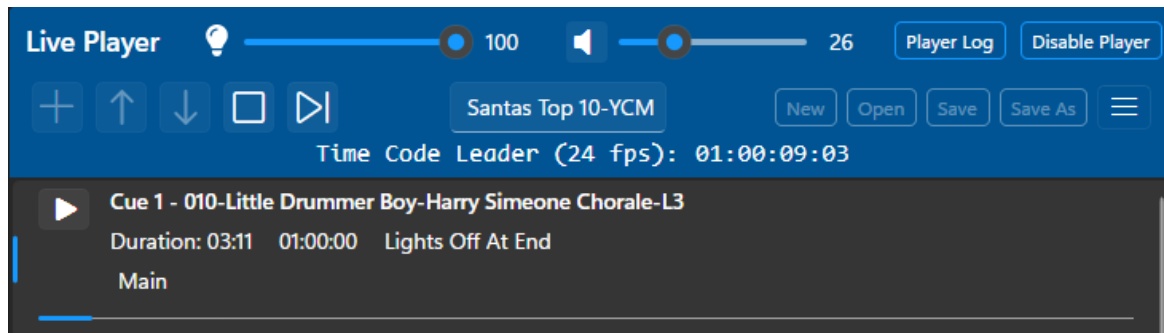 Live Player 100 26 Player Log Disable Player
Santas Top 10-YCM New Open Save Save As
Time Code Leader (24 fps): 01:00:09:03
Cue 1 - 010-Little Drummer Boy-Harry Simeone Chorale-L3
Duration: 03:11 01:00:00 Lights Off At End
Main